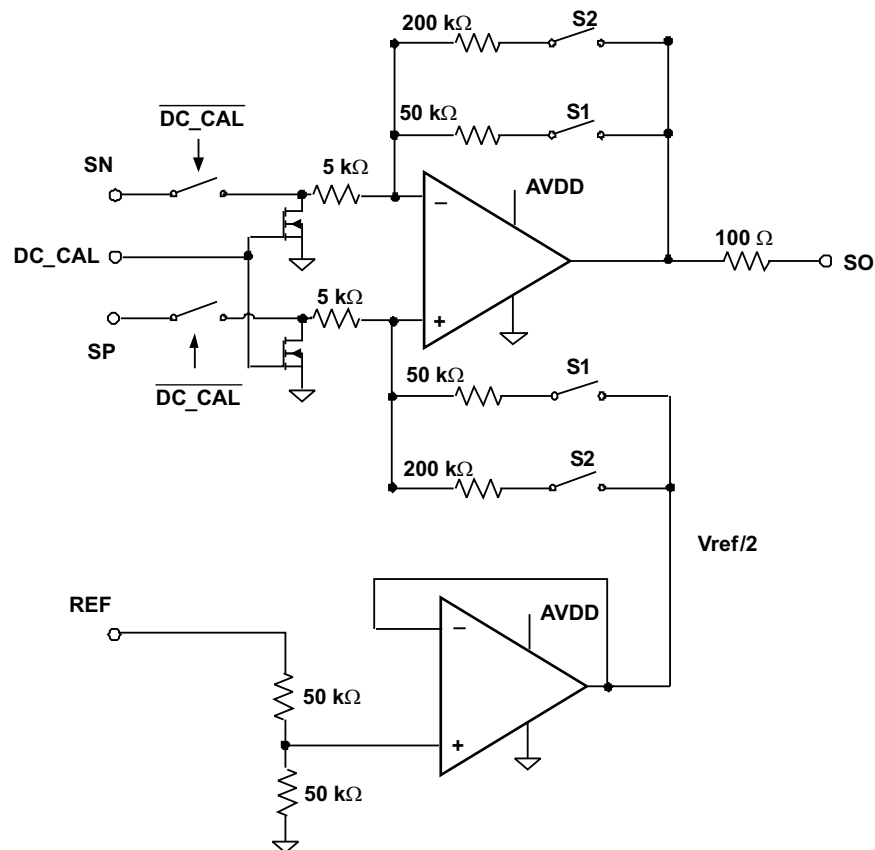 S2
200 kΩ
DC_CAL
S1
50 kΩ
SN
5 kΩ
AVDD
−
100 Ω
DC_CAL
SO
5 kΩ
+
SP
S1
50 kΩ
DC_CAL
S2
200 kΩ
Vref/2
REF
AVDD
−
50 kΩ
+
50 kΩ